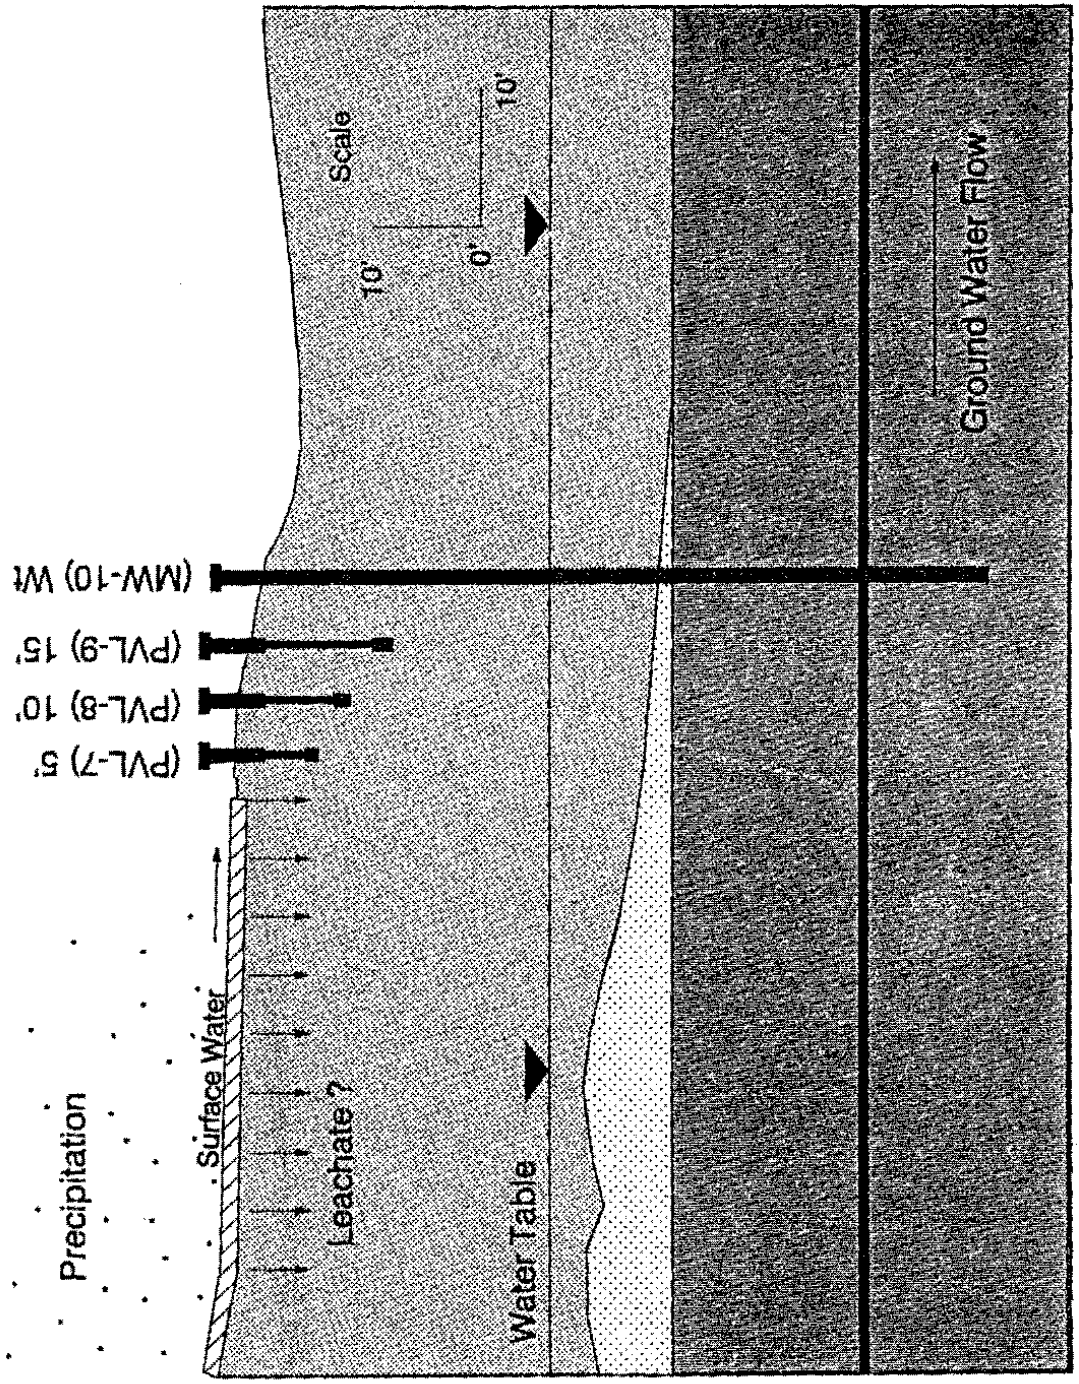 Precipitation
Surface Water
Leachate ?
Water Table
(PVL-7) 5'
(PVL-8) 10'
(PVL-9) 15'
(MW-10) Wt
Scale
10'
0'
10'
Ground Water Flow